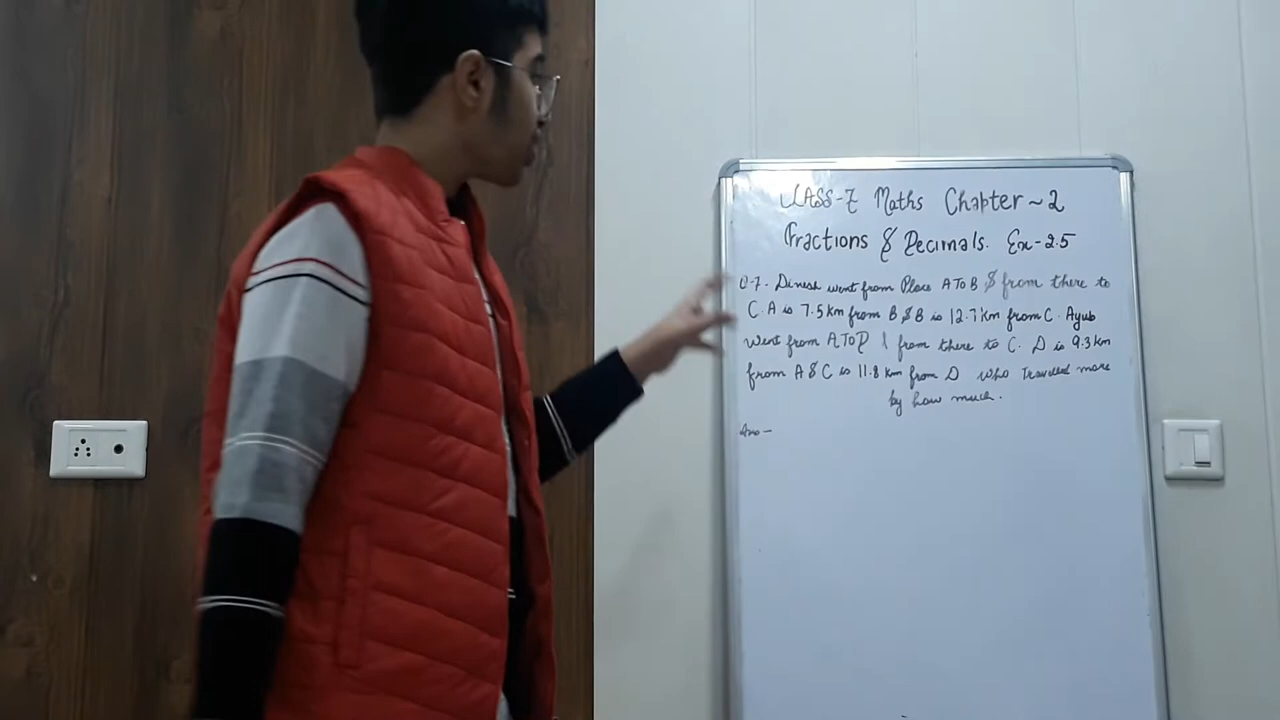 CLASS-7 Maths Chapter ~ 2
Fractions & Decimals. Ex-2.5
Q.7. Dinesh went from Place A To B & from there to
C. A is 7.5 km from B & B is 12.7 km from C. Ayub
went from A To D & from there to C. D is 9.3 km
from A & C is 11.8 km from D who Travelled more
by how much.
Ans -